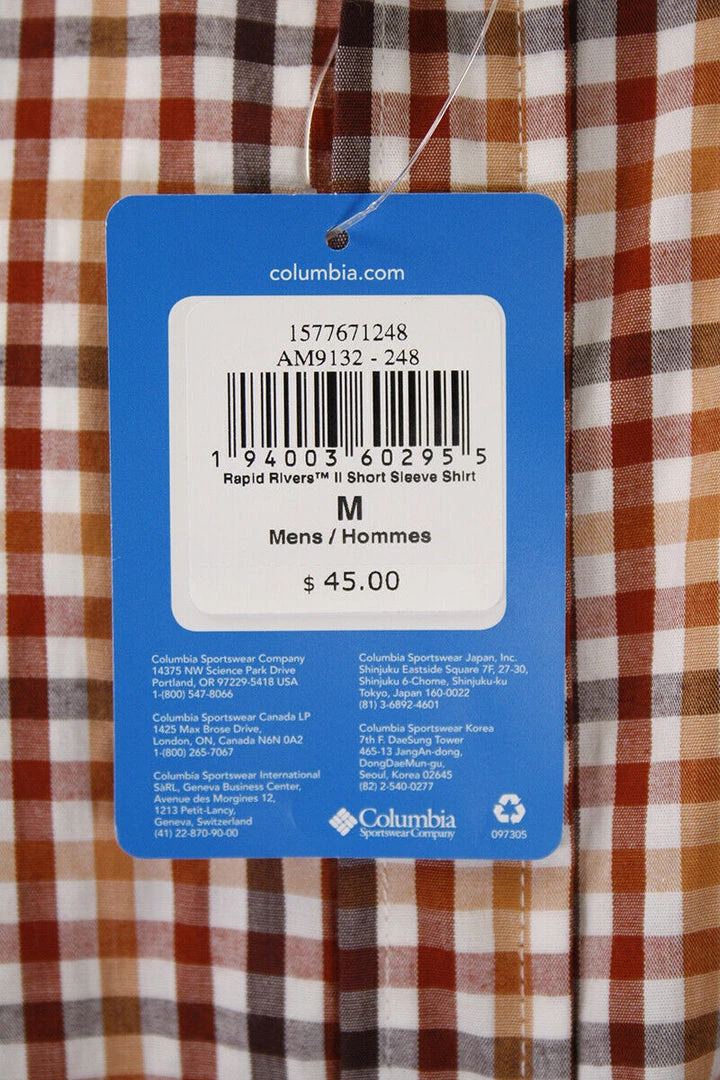 columbia.com
1577671248
AM9132 - 248
1 94003 60295 5
Rapid Rivers™ II Short Sleeve Shirt
M
Mens / Hommes
$ 45.00
Columbia Sportswear Company
14375 NW Science Park Drive
Portland, OR 97229-5418 USA
1-(800) 547-8066
Columbia Sportswear Canada LP
1425 Max Brose Drive,
London, ON, Canada N6N 0A2
1-(800) 265-7067
Columbia Sportswear International
SàRL, Geneva Business Center,
Avenue des Morgines 12,
1213 Petit-Lancy,
Geneva, Switzerland
(41) 22-870-90-00
Columbia Sportswear Japan, Inc.
Shinjuku Eastside Square 7F, 27-30,
Shinjuku 6-Chome, Shinjuku-ku
Tokyo, Japan 160-0022
(81) 3-6892-4601
Columbia Sportswear Korea
7th F. DaeSung Tower
465-13 JangAn-dong,
DongDaeMun-gu,
Seoul, Korea 02645
(82) 2-540-0277
Columbia
Sportswear Company
097305